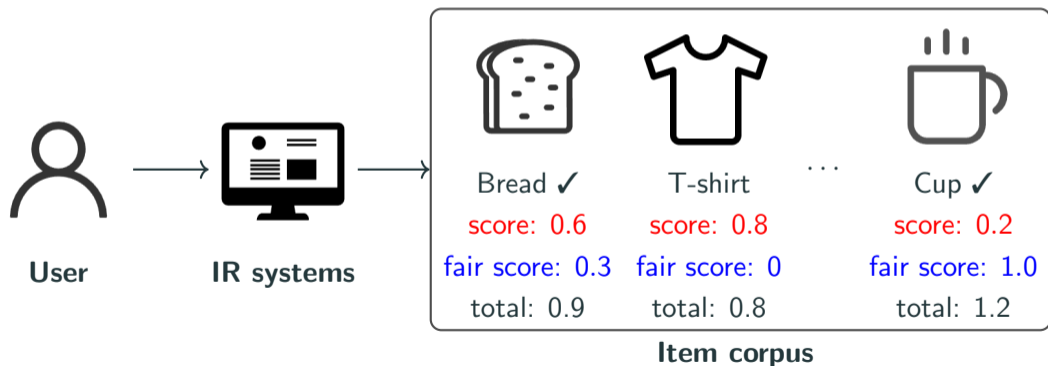 Bread ✓
score: 0.6
fair score: 0.3
total: 0.9
T-shirt
score: 0.8
fair score: 0
total: 0.8
...
Cup ✓
score: 0.2
fair score: 1.0
total: 1.2
User
IR systems
Item corpus